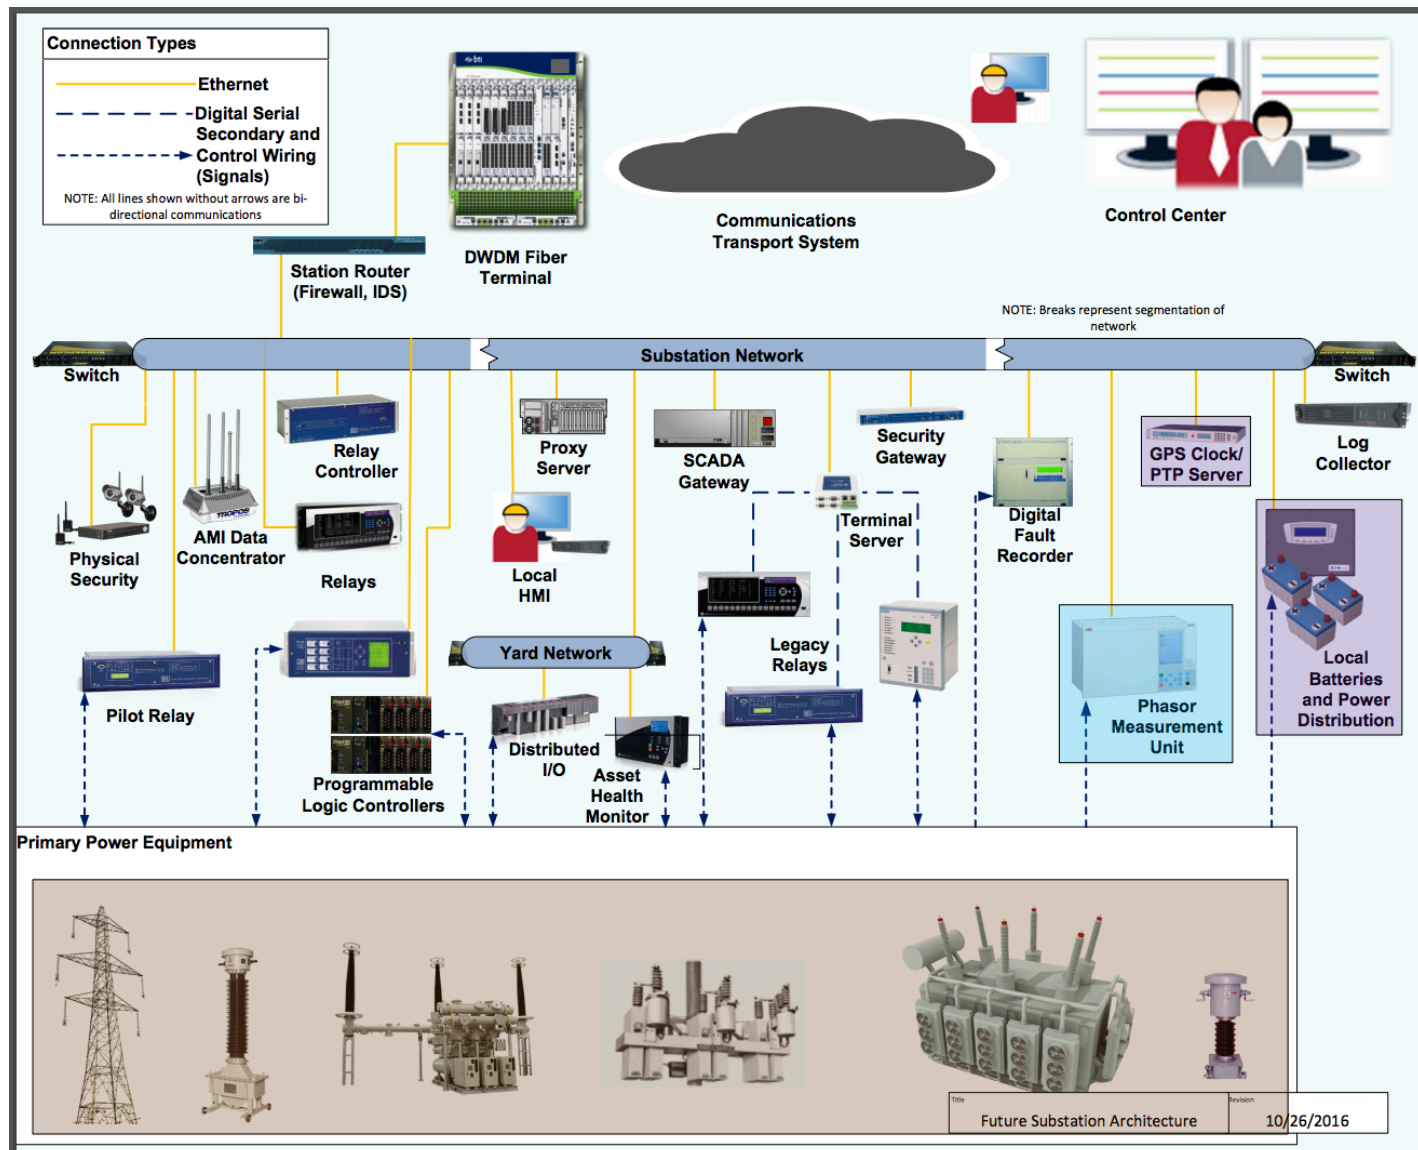 Connection Types
Ethernet
Digital Serial
Secondary and
Control Wiring
(Signals)
NOTE: All lines shown without arrows are bi-
directional communications
bti
DWDM Fiber
Terminal
Station Router
(Firewall, IDS)
Communications
Transport System
Control Center
NOTE: Breaks represent segmentation of
network
Switch
Substation Network
Switch
Relay
Controller
Proxy
Server
SCADA
Gateway
Security
Gateway
GPS Clock/
PTP Server
Log
Collector
Physical
Security
TROPOS
AMI Data
Concentrator
Relays
Local
HMI
Terminal
Server
Digital
Fault
Recorder
Pilot Relay
Yard Network
Legacy
Relays
Phasor
Measurement
Unit
Local
Batteries
and Power
Distribution
Programmable
Logic Controllers
Distributed
I/O
Asset
Health
Monitor
Primary Power Equipment
Title
Future Substation Architecture
Revision
10/26/2016